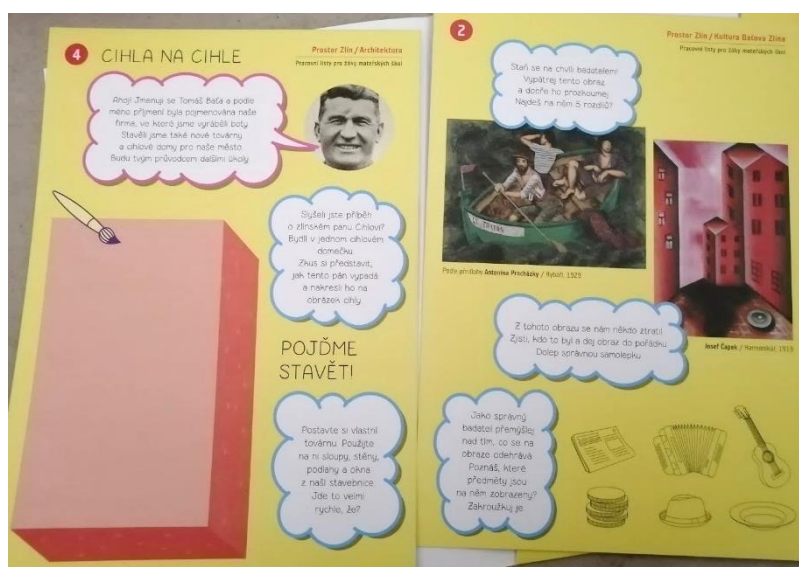 4 CIHLA NA CIHLE
Prostor Zlín / Architektura
Pracovní listy pro žáky mateřských škol
Ahoj! Jmenuji se Tomáš Baťa a podle
mého příjmení byla pojmenována naše
firma, ve které jsme vyráběli boty
Stavěli jsme také nové továrny
a cihlové domy pro naše město
Budu tvým průvodcem dalšími úkoly
Slyšeli jste příběh
o zlínském panu Cihlovi?
Bydlí v jednom cihlovém
domečku
Zkus si představit,
jak tento pán vypadá
a nakresli ho na
obrázek cihly
POJĎME
STAVĚT!
Postavte si vlastní
továrnu. Použijte
na ni sloupy, stěny,
podlahy a okna
z naší stavebnice.
Jde to velmi
rychle, že?
2
Prostor Zlín / Kultura Baťova Zlína
Pracovní listy pro žáky mateřských škol
Staň se na chvíli badatelem!
Vypátrej tento obraz
a dobře ho prozkoumej
Najdeš na něm 5 rozdílů?
Podle předlohy Antonína Procházky / Rybáři, 1929
Z tohoto obrazu se nám někdo ztratil
Zjisti, kdo to byl a dej obraz do pořádku
Dolep správnou samolepku
Josef Čapek / Harmonikář, 1919
Jako správný
badatel přemýšlej
nad tím, co se na
obraze odehrává
Poznáš, které
předměty jsou
na něm zobrazeny?
Zakroužkuj je